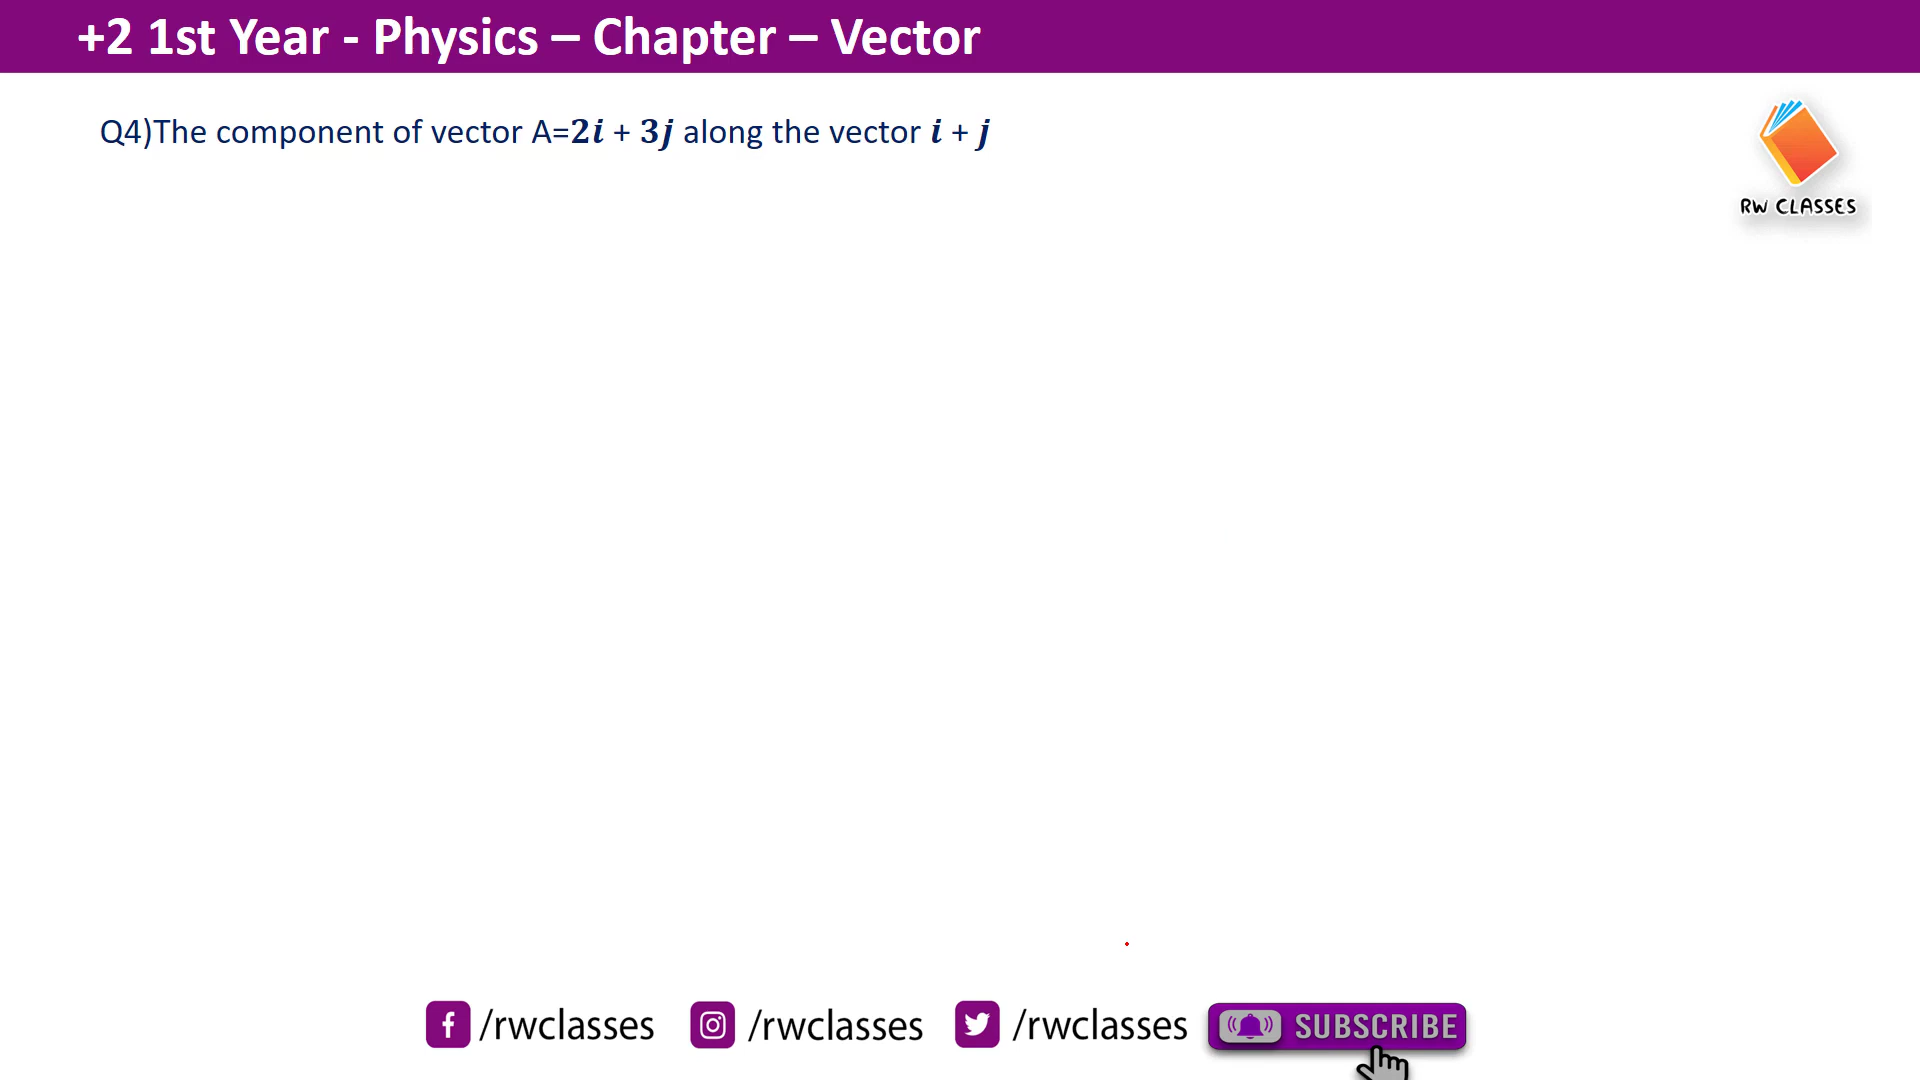 +2 1st Year - Physics – Chapter – Vector
Q4)The component of vector A=2i + 3j along the vector i + j
RW CLASSES
/rwclasses /rwclasses /rwclasses SUBSCRIBE